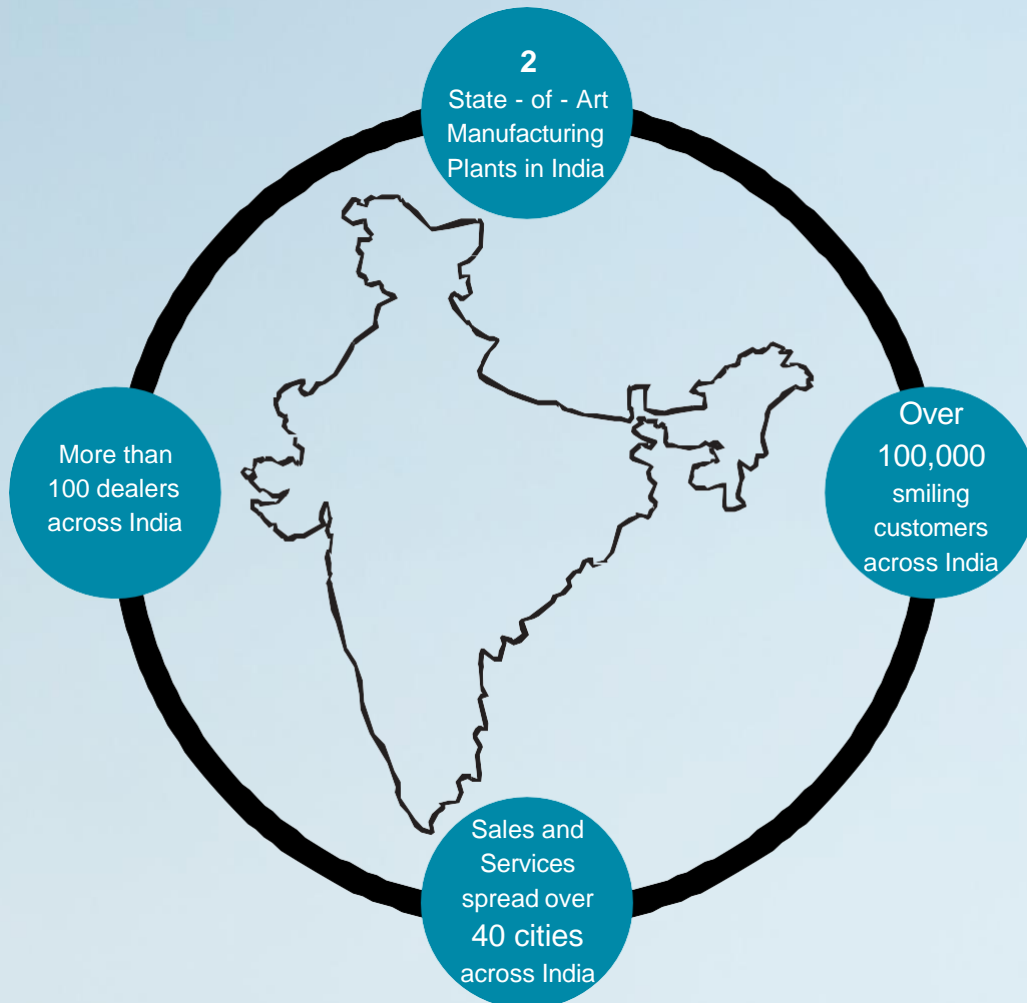 2
State - of - Art
Manufacturing
Plants in India
More than
100 dealers
across India
Over
100,000
smiling
customers
across India
Sales and
Services
spread over
40 cities
across India